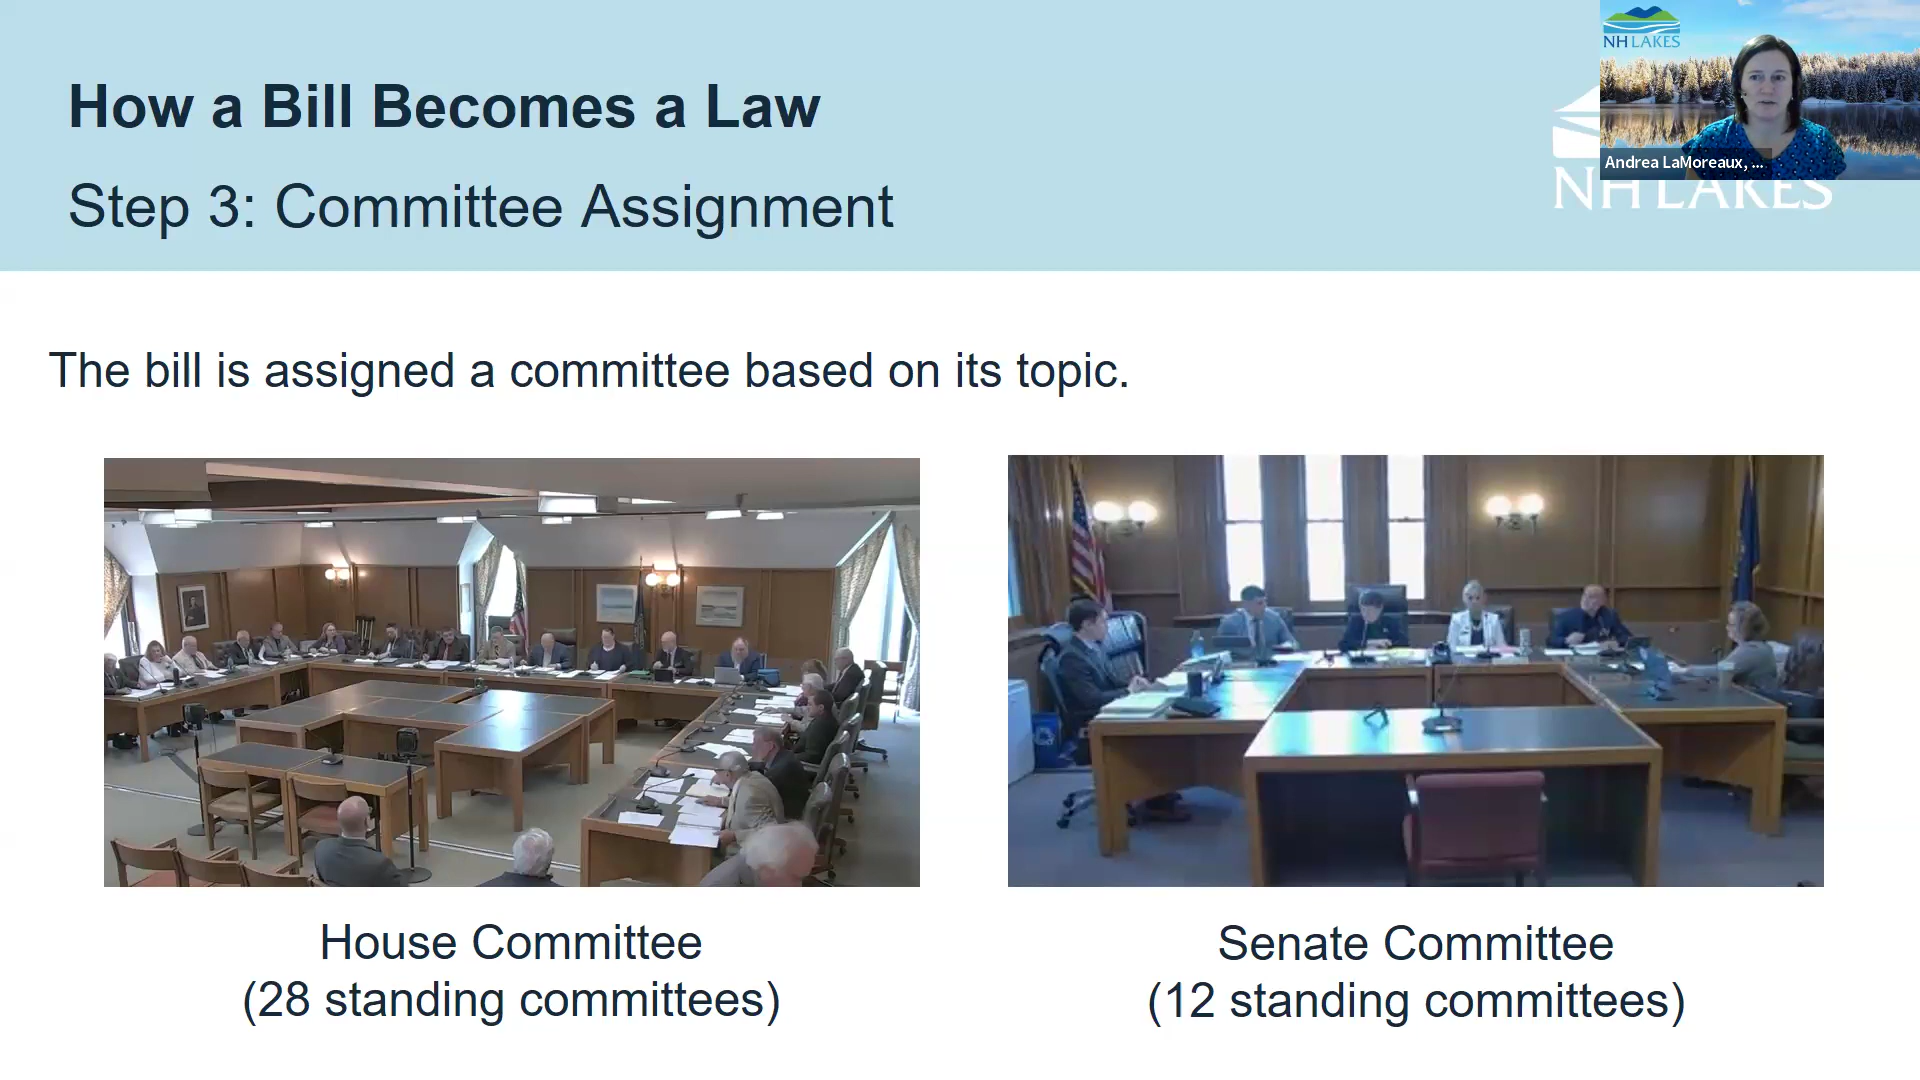 How a Bill Becomes a Law
Step 3: Committee Assignment
NH LAKES
Andrea LaMoreaux, ...
NH LAKES
The bill is assigned a committee based on its topic.
House Committee
(28 standing committees)
Senate Committee
(12 standing committees)